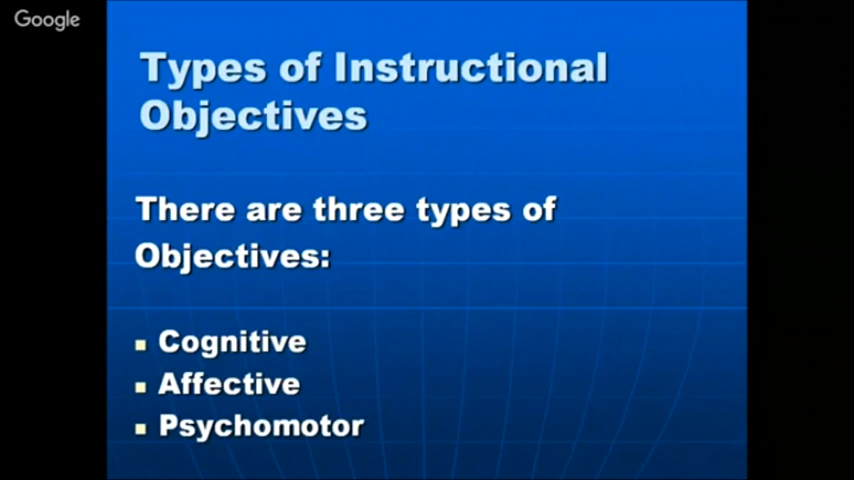 Google
Types of Instructional
Objectives
There are three types of
Objectives:
Cognitive
Affective
Psychomotor